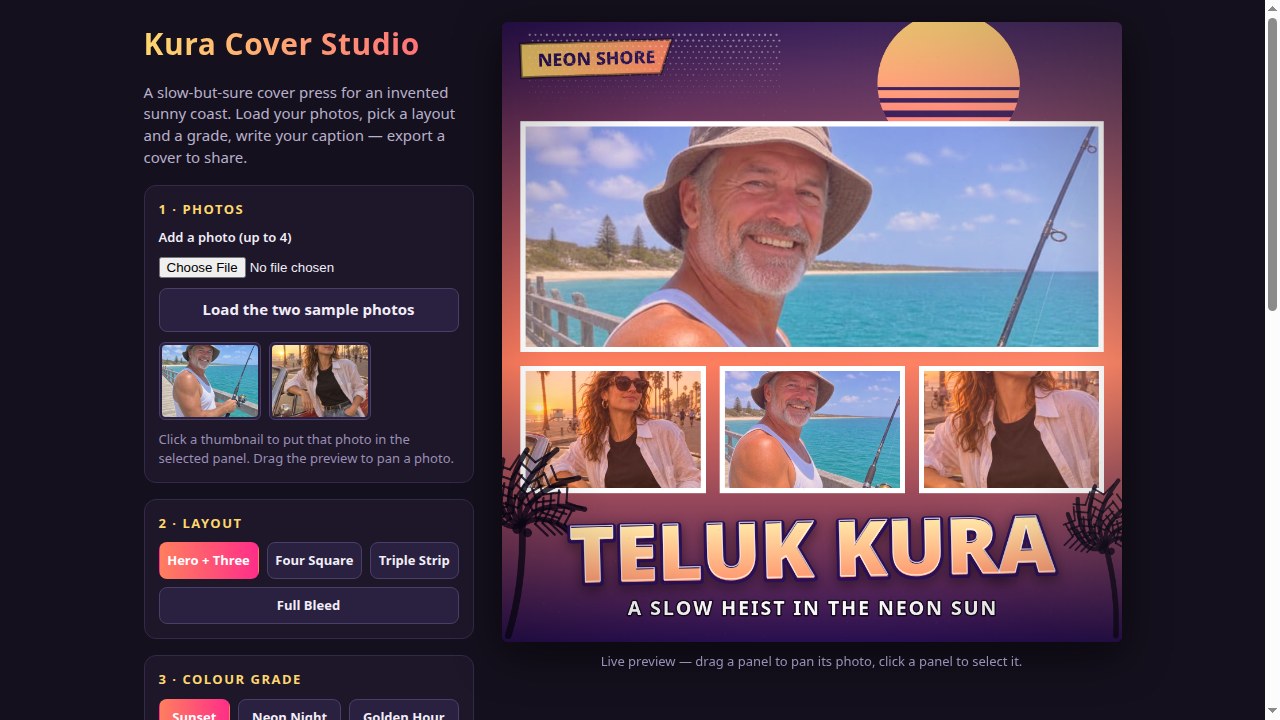 Kura Cover Studio
A slow-but-sure cover press for an invented
sunny coast. Load your photos, pick a layout
and a grade, write your caption — export a
cover to share.
1 · PHOTOS
Add a photo (up to 4)
Choose File No file chosen
Load the two sample photos
Click a thumbnail to put that photo in the
selected panel. Drag the preview to pan a photo.
2 · LAYOUT
Hero + Three Four Square Triple Strip
Full Bleed
3 · COLOUR GRADE
Sunset Neon Night Golden Hour
NEON SHORE
TELUK KURA
A SLOW HEIST IN THE NEON SUN
Live preview — drag a panel to pan its photo, click a panel to select it.